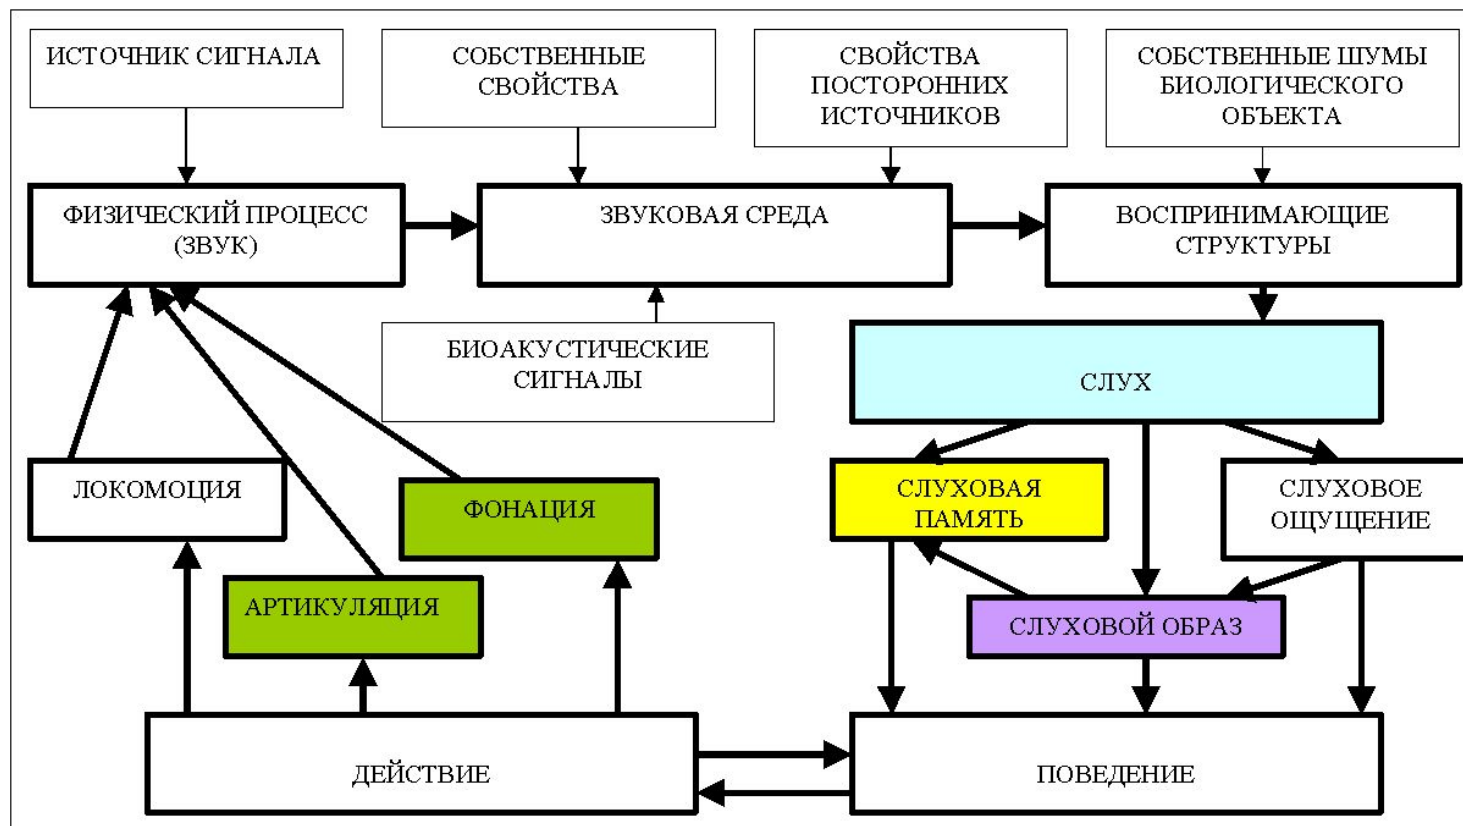 ИСТОЧНИК СИГНАЛА
СОБСТВЕННЫЕ
СВОЙСТВА
СВОЙСТВА
ПОСТОРОННИХ
ИСТОЧНИКОВ
СОБСТВЕННЫЕ ШУМЫ
БИОЛОГИЧЕСКОГО
ОБЪЕКТА
ФИЗИЧЕСКИЙ ПРОЦЕСС
(ЗВУК)
ЗВУКОВАЯ СРЕДА
ВОСПРИНИМАЮЩИЕ
СТРУКТУРЫ
БИОАКУСТИЧЕСКИЕ
СИГНАЛЫ
СЛУХ
ЛОКОМОЦИЯ
ФОНАЦИЯ
СЛУХОВАЯ
ПАМЯТЬ
СЛУХОВОЕ
ОЩУЩЕНИЕ
АРТИКУЛЯЦИЯ
СЛУХОВОЙ ОБРАЗ
ДЕЙСТВИЕ
ПОВЕДЕНИЕ